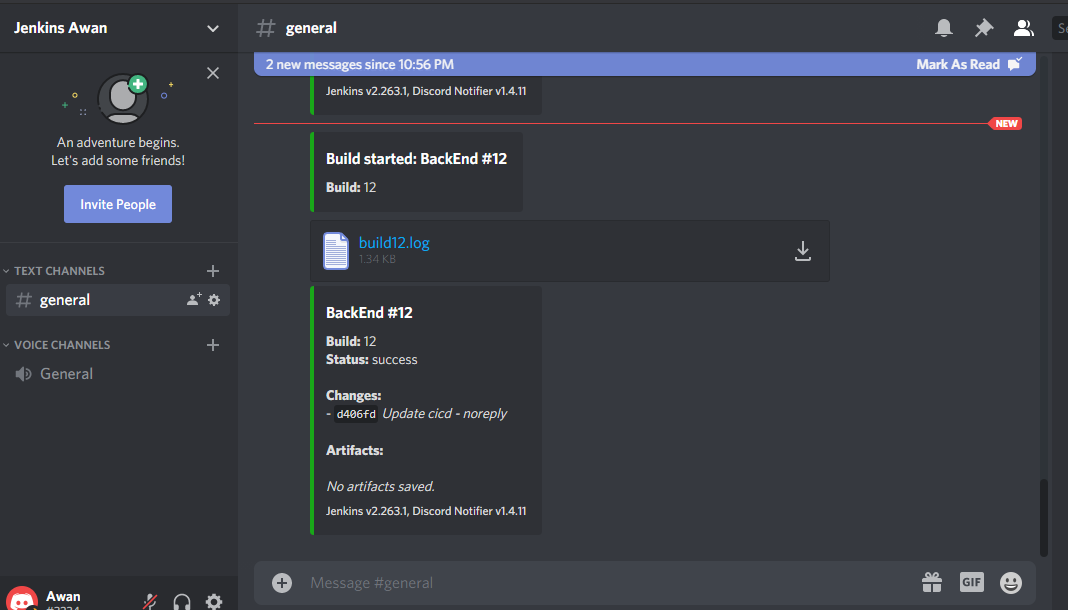 Jenkins Awan
An adventure begins.
Let's add some friends!
Invite People
TEXT CHANNELS
general
VOICE CHANNELS
General
Awan
general
2 new messages since 10:56 PM
Mark As Read
Jenkins v2.263.1, Discord Notifier v1.4.11
NEW
Build started: BackEnd #12
Build: 12
build12.log
1.34 KB
BackEnd #12
Build: 12
Status: success
Changes:
- d406fd Update cicd - noreply
Artifacts:
No artifacts saved.
Jenkins v2.263.1, Discord Notifier v1.4.11
Message #general
GIF